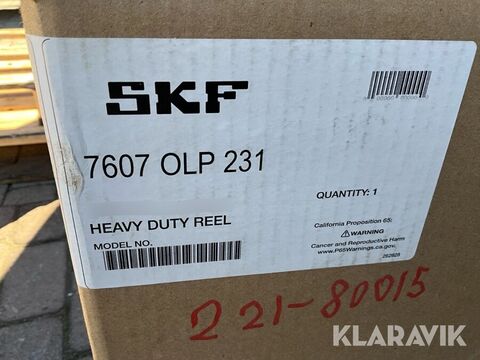 SKF
7607 OLP 231
QUANTITY: 1
HEAVY DUTY REEL
MODEL NO.
California Proposition 65:
⚠WARNING
Cancer and Reproductive Harm
www.P65Warnings.ca.gov.
262828
221-80015
KLARAVIK